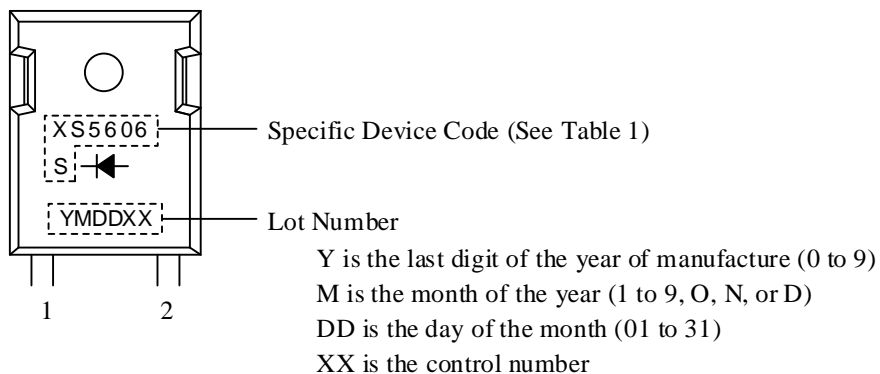 XS5606
Specific Device Code (See Table 1)
S
YMDDXX
Lot Number
Y is the last digit of the year of manufacture (0 to 9)
M is the month of the year (1 to 9, O, N, or D)
DD is the day of the month (01 to 31)
XX is the control number
1
2